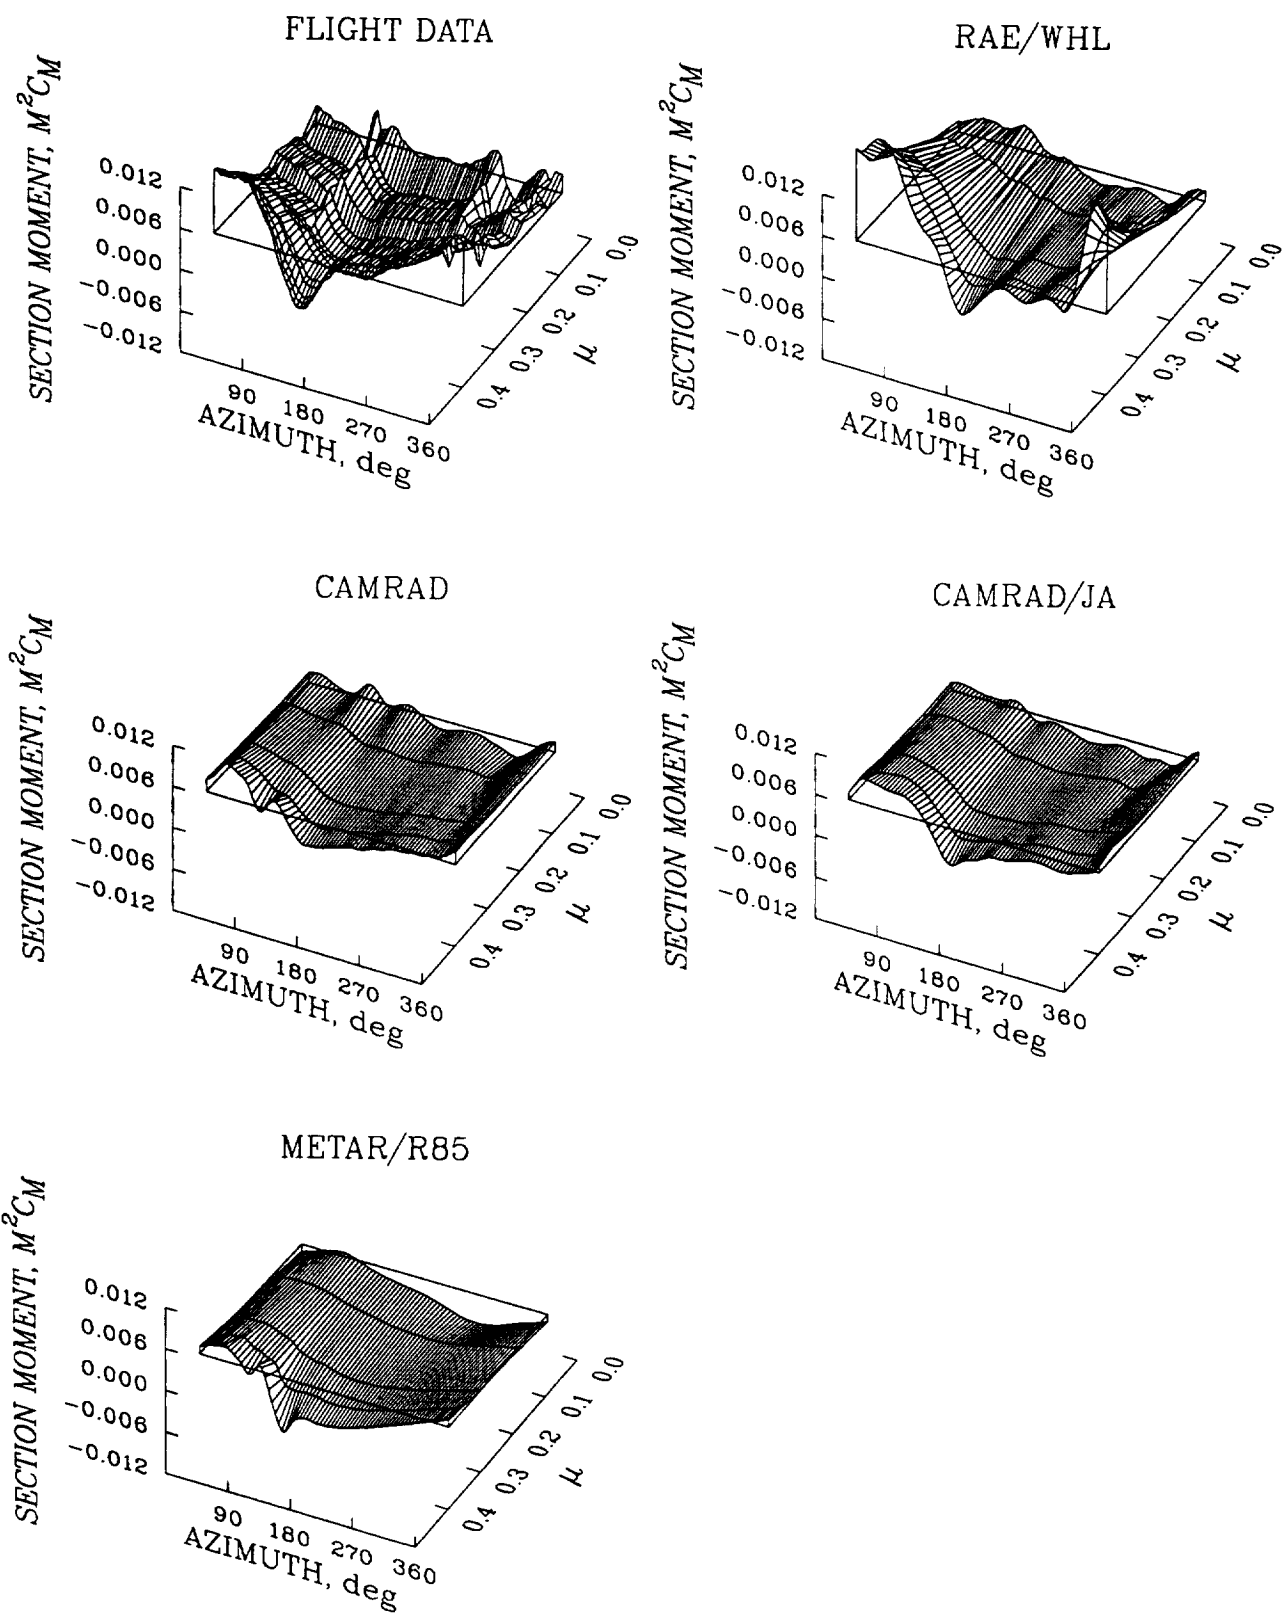 FLIGHT DATA
SECTION MOMENT, M²C_M
0.012
0.006
0.000
-0.006
-0.012
90 180 270 360
AZIMUTH, deg
0.4 0.3 0.2 0.1 0.0
μ
RAE/WHL
SECTION MOMENT, M²C_M
0.012
0.006
0.000
-0.006
-0.012
90 180 270 360
AZIMUTH, deg
0.4 0.3 0.2 0.1 0.0
μ
CAMRAD
SECTION MOMENT, M²C_M
0.012
0.006
0.000
-0.006
-0.012
90 180 270 360
AZIMUTH, deg
0.4 0.3 0.2 0.1 0.0
μ
CAMRAD/JA
SECTION MOMENT, M²C_M
0.012
0.006
0.000
-0.006
-0.012
90 180 270 360
AZIMUTH, deg
0.4 0.3 0.2 0.1 0.0
μ
METAR/R85
SECTION MOMENT, M²C_M
0.012
0.006
0.000
-0.006
-0.012
90 180 270 360
AZIMUTH, deg
0.4 0.3 0.2 0.1 0.0
μ